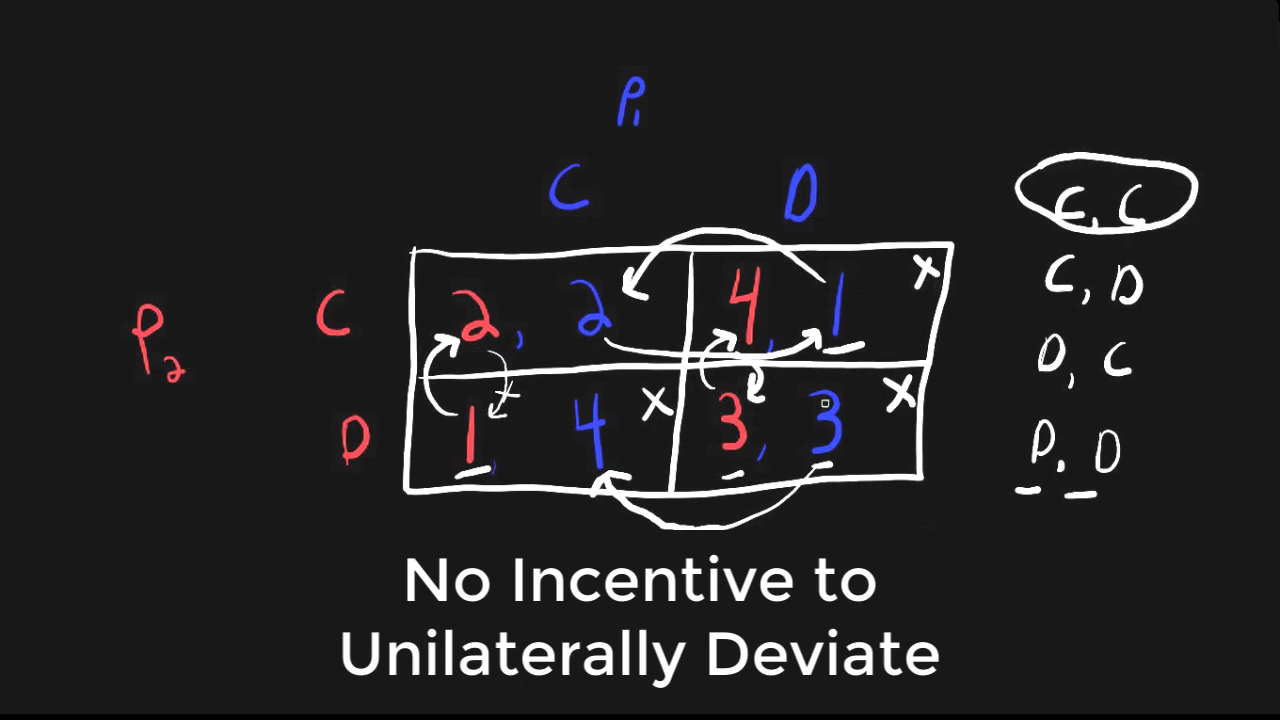 P1
C D
C, C
P2 C 2, 2 4, 1 x
C, D
D, C
D 1, 4 x 3, 3 x
D, D
No Incentive to
Unilaterally Deviate